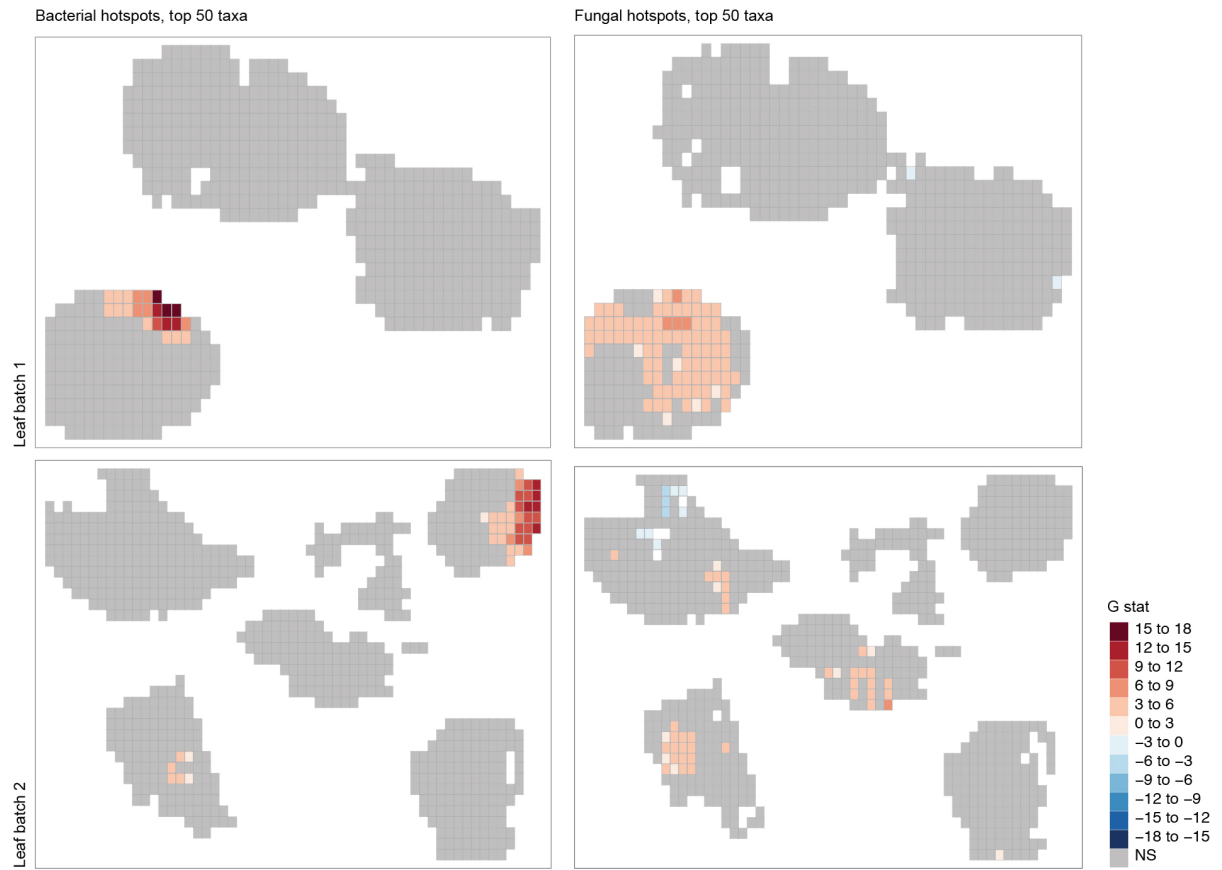 Bacterial hotspots, top 50 taxa
Fungal hotspots, top 50 taxa
Leaf batch 1
Leaf batch 2
G stat
15 to 18
12 to 15
9 to 12
6 to 9
3 to 6
0 to 3
−3 to 0
−6 to −3
−9 to −6
−12 to −9
−15 to −12
−18 to −15
NS